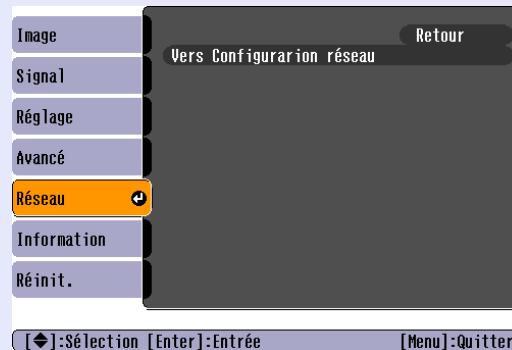 Image
Signal
Réglage
Avancé
Réseau
Information
Réinit.
Retour
Vers Configurarion réseau
[◆]:Sélection [Enter]:Entrée [Menu]:Quitter